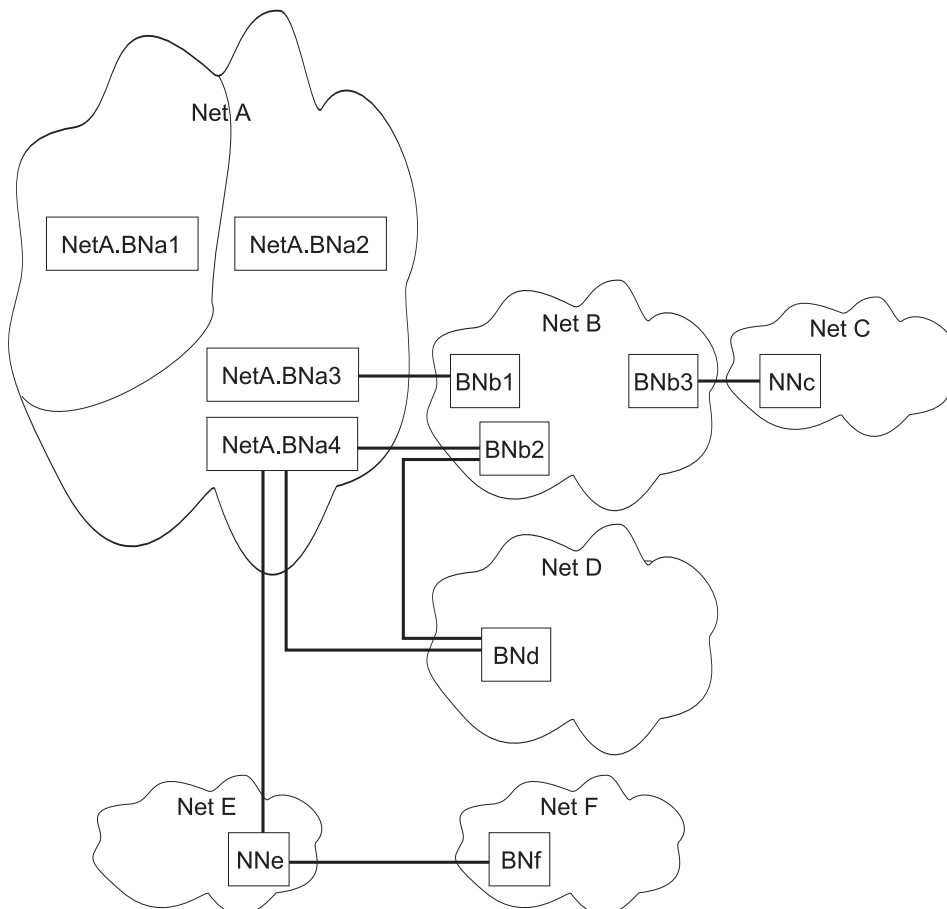 Net A
NetA.BNa1
NetA.BNa2
Net B
Net C
NetA.BNa3
BNb1
BNb3
NNc
NetA.BNa4
BNb2
Net D
BNd
Net E
Net F
NNe
BNf